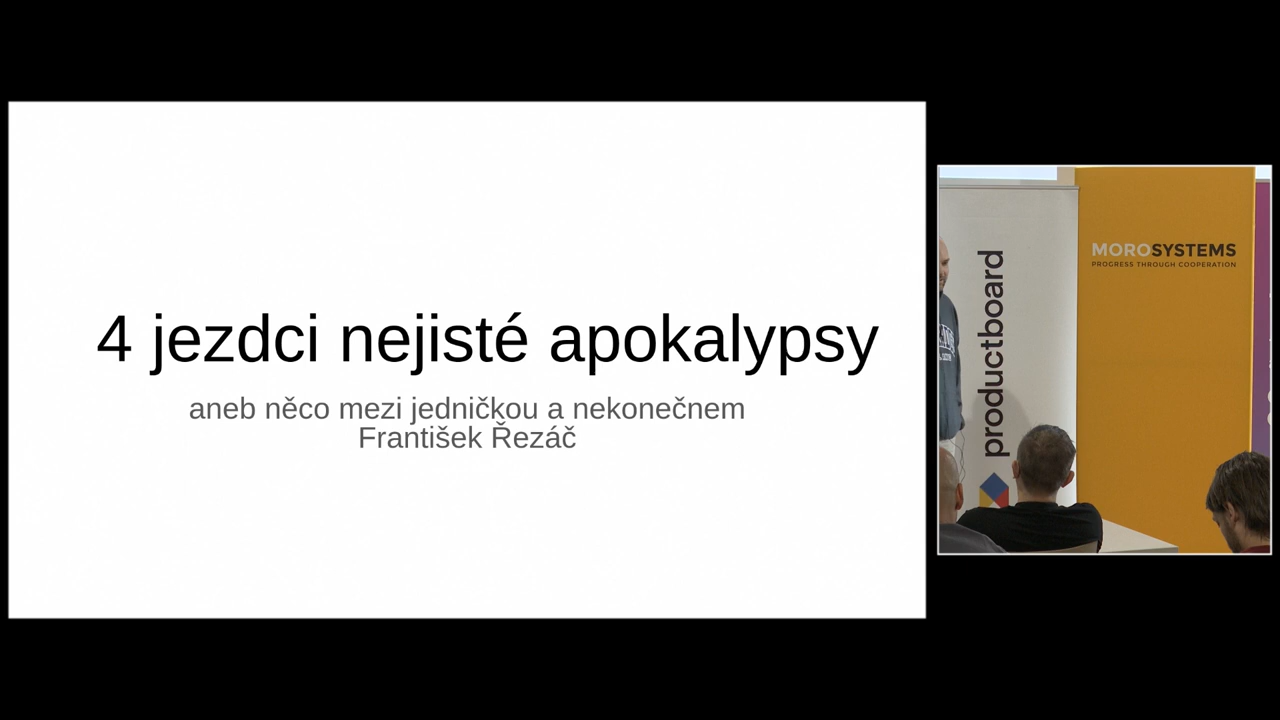 4 jezdci nejisté apokalypsy
aneb něco mezi jedničkou a nekonečnem
František Řezáč
productboard
MOROSYSTEMS
PROGRESS THROUGH COOPERATION